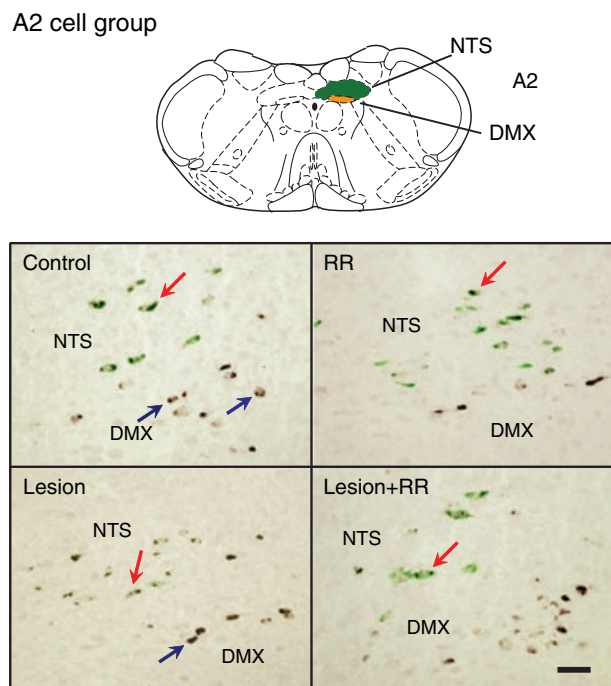 A2 cell group
NTS
A2
DMX
Control
NTS
DMX
RR
NTS
DMX
Lesion
NTS
DMX
Lesion+RR
NTS
DMX